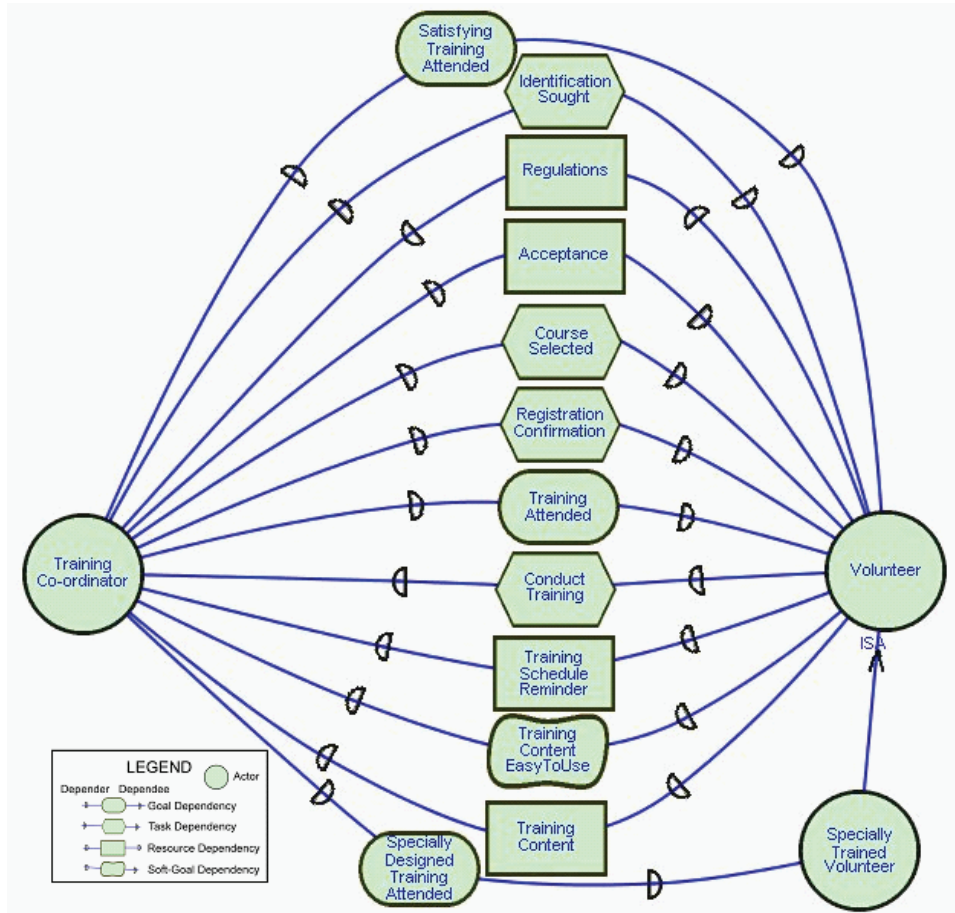 Satisfying
Training
Attended
Identification
Sought
Regulations
Acceptance
Course
Selected
Registration
Confirmation
Training
Attended
Training
Co-ordinator
Conduct
Training
Volunteer
ISA
Training
Schedule
Reminder
Training
Content
EasyToUse
Training
Content
Specially
Designed
Training
Attended
Specially
Trained
Volunteer
LEGEND
Actor
Depender Dependee
Goal Dependency
Task Dependency
Resource Dependency
Soft-Goal Dependency